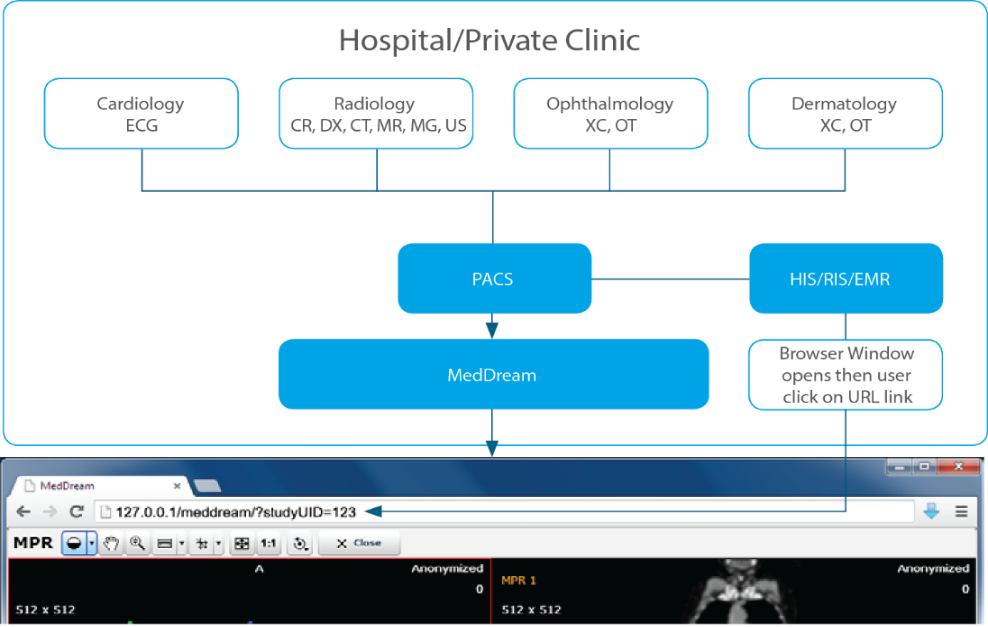 Hospital/Private Clinic
Cardiology
ECG
Radiology
CR, DX, CT, MR, MG, US
Ophthalmology
XC, OT
Dermatology
XC, OT
PACS
HIS/RIS/EMR
MedDream
Browser Window
opens then user
click on URL link
MedDream
127.0.0.1/meddream/?studyUID=123
MPR
1:1
X Close
A
Anonymized
0
512 x 512
MPR 1
Anonymized
0
512 x 512